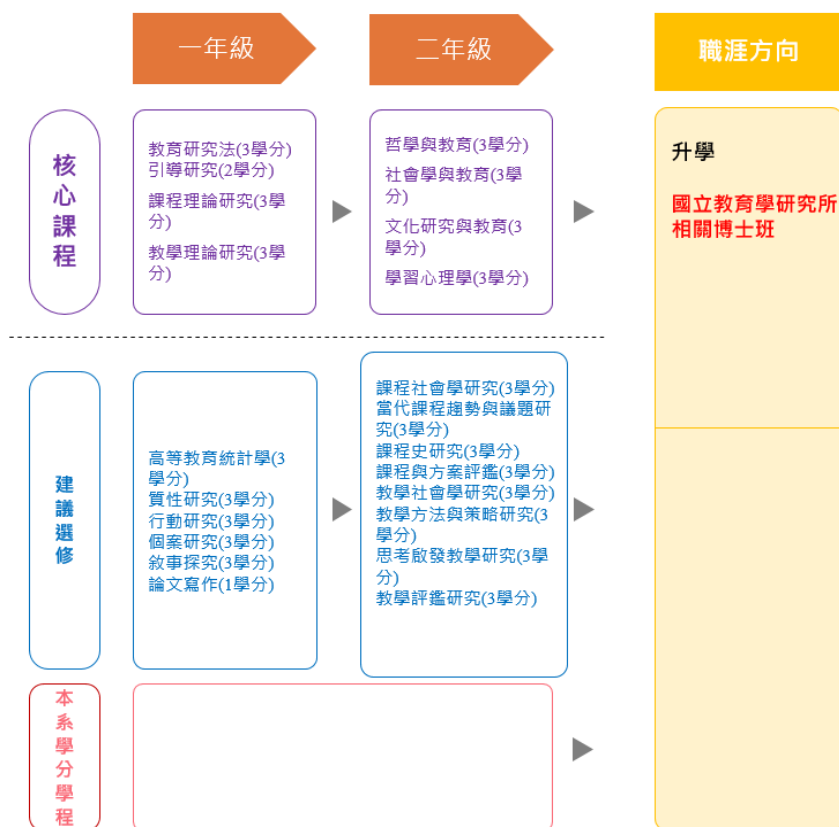 一年級
二年級
職涯方向
核
心
課
程
教育研究法(3學分)
引導研究(2學分)
課程理論研究(3學
分)
教學理論研究(3學
分)
哲學與教育(3學分)
社會學與教育(3學
分)
文化研究與教育(3
學分)
學習心理學(3學分)
升學
國立教育學研究所
相關博士班
建
議
選
修
高等教育統計學(3
學分)
質性研究(3學分)
行動研究(3學分)
個案研究(3學分)
敘事探究(3學分)
論文寫作(1學分)
課程社會學研究(3學分)
當代課程趨勢與議題研
究(3學分)
課程史研究(3學分)
課程與方案評鑑(3學分)
教學社會學研究(3學分)
教學方法與策略研究(3
學分)
思考啟發教學研究(3學
分)
教學評鑑研究(3學分)
本
系
學
分
學
程